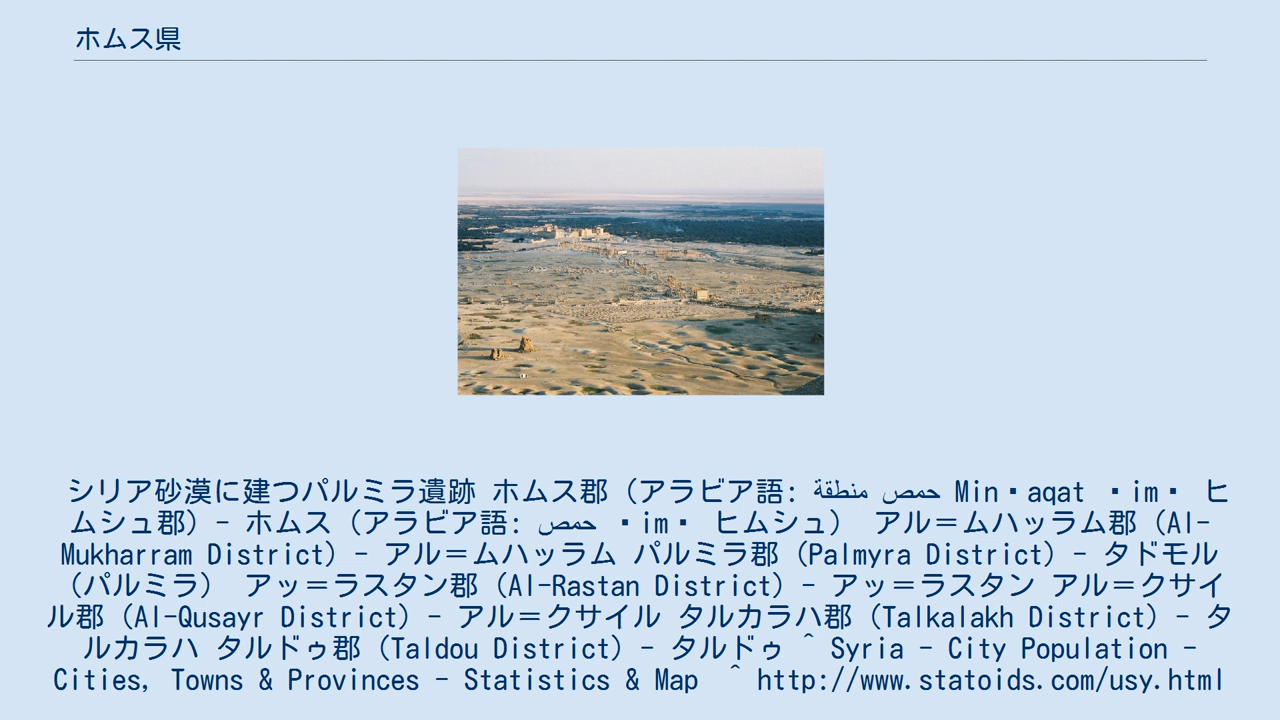 ホムス県
シリア砂漠に建つパルミラ遺跡 ホムス郡（アラビア語: منطقة حمص Min▪aqat ▪im▪ ヒ
ムシュ郡）- ホムス（アラビア語: حمص ▪im▪ ヒムシュ） アル＝ムハッラム郡（Al-
Mukharram District）- アル＝ムハッラム パルミラ郡（Palmyra District）- タドモル
（パルミラ） アッ＝ラスタン郡（Al-Rastan District）- アッ＝ラスタン アル＝クサイ
ル郡（Al-Qusayr District）- アル＝クサイル タルカラハ郡（Talkalakh District）- タ
ルカラハ タルドゥ郡（Taldou District）- タルドゥ ^ Syria - City Population -
Cities, Towns & Provinces - Statistics & Map ^ http://www.statoids.com/usy.html